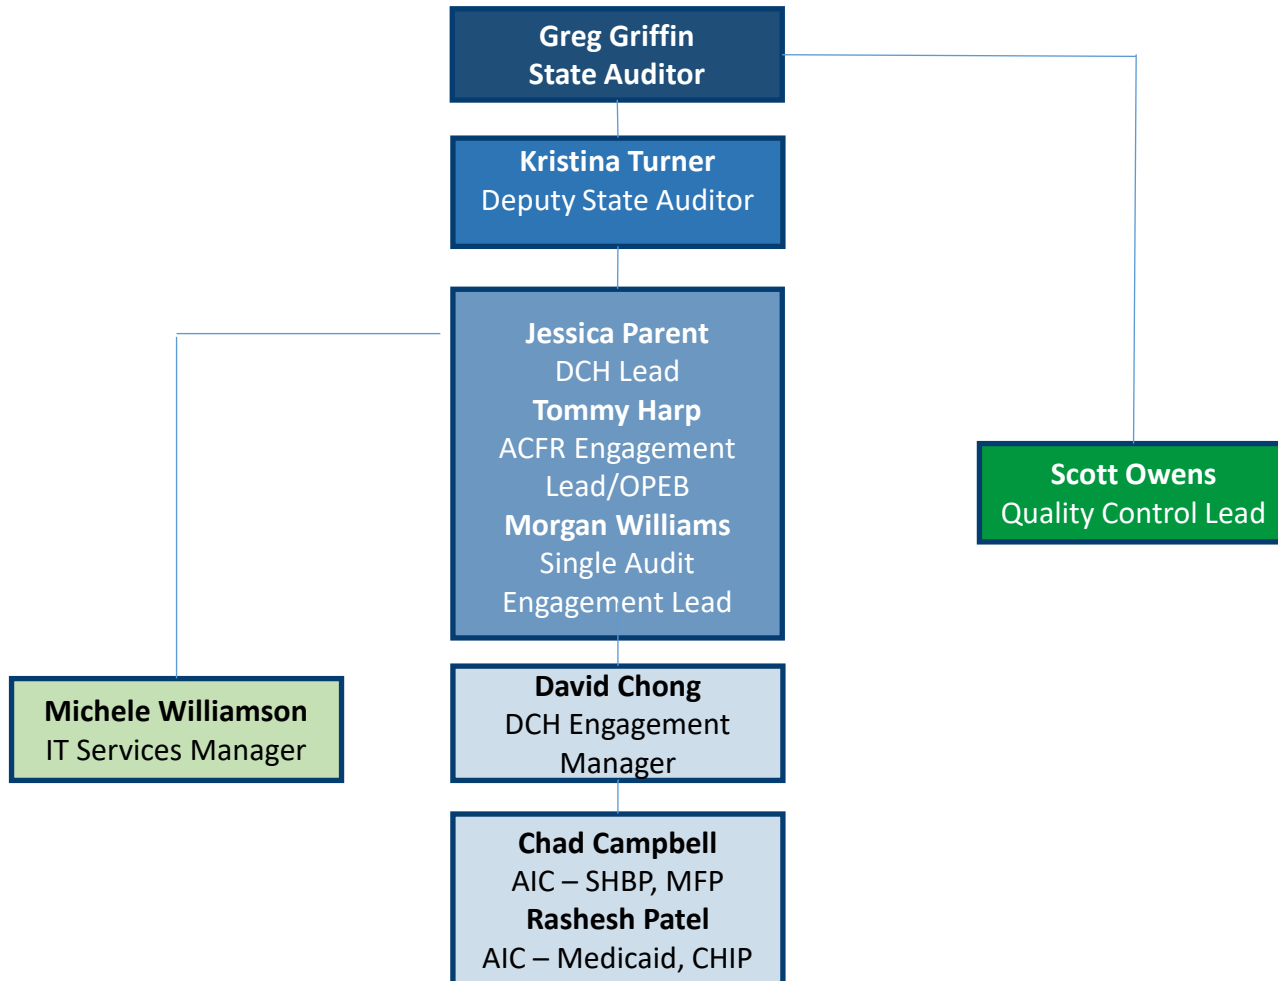 Greg Griffin
State Auditor
Kristina Turner
Deputy State Auditor
Jessica Parent
DCH Lead
Tommy Harp
ACFR Engagement
Lead/OPEB
Morgan Williams
Single Audit
Engagement Lead
Scott Owens
Quality Control Lead
Michele Williamson
IT Services Manager
David Chong
DCH Engagement
Manager
Chad Campbell
AIC – SHBP, MFP
Rashesh Patel
AIC – Medicaid, CHIP